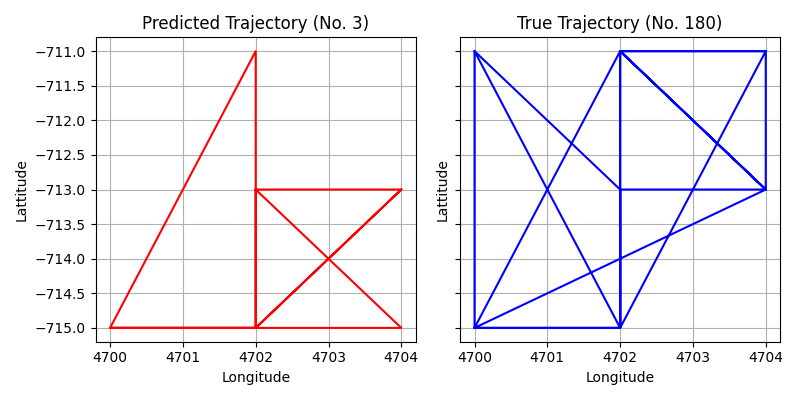 Predicted Trajectory (No. 3)
Lattitude
−711.0
−711.5
−712.0
−712.5
−713.0
−713.5
−714.0
−714.5
−715.0
4700 4701 4702 4703 4704
Longitude
True Trajectory (No. 180)
Lattitude
4700 4701 4702 4703 4704
Longitude